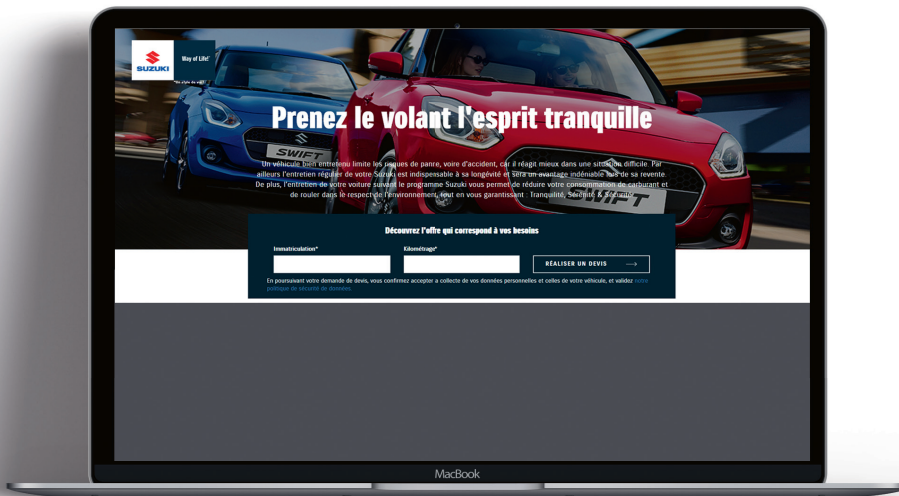 SUZUKI
Way of Life!
Prenez le volant l'esprit tranquille
Un véhicule bien entretenu limite les risques de panne, voire d'accident, car il réagit mieux dans une situation difficile. Par
ailleurs l'entretien régulier de votre Suzuki est indispensable à sa longévité et sera un avantage indémable lors de sa revente.
De plus, l'entretien de votre voiture suivant le programme Suzuki vous permet de réduire votre consommation de carburant et
de rouler dans le respect de l'environnement, tout en vous garantissant : Tranquilité, Sérénité & Sécurité.
SWIFT
SWIFT
Découvrez l'offre qui correspond à vos besoins
Immatriculation*
Kilométrage*
RÉALISER UN DEVIS
En poursuivant votre demande de devis, vous confirmez accepter a collecte de vos données personnelles et celles de votre véhicule, et validez notre
politique de sécurité de données.
MacBook